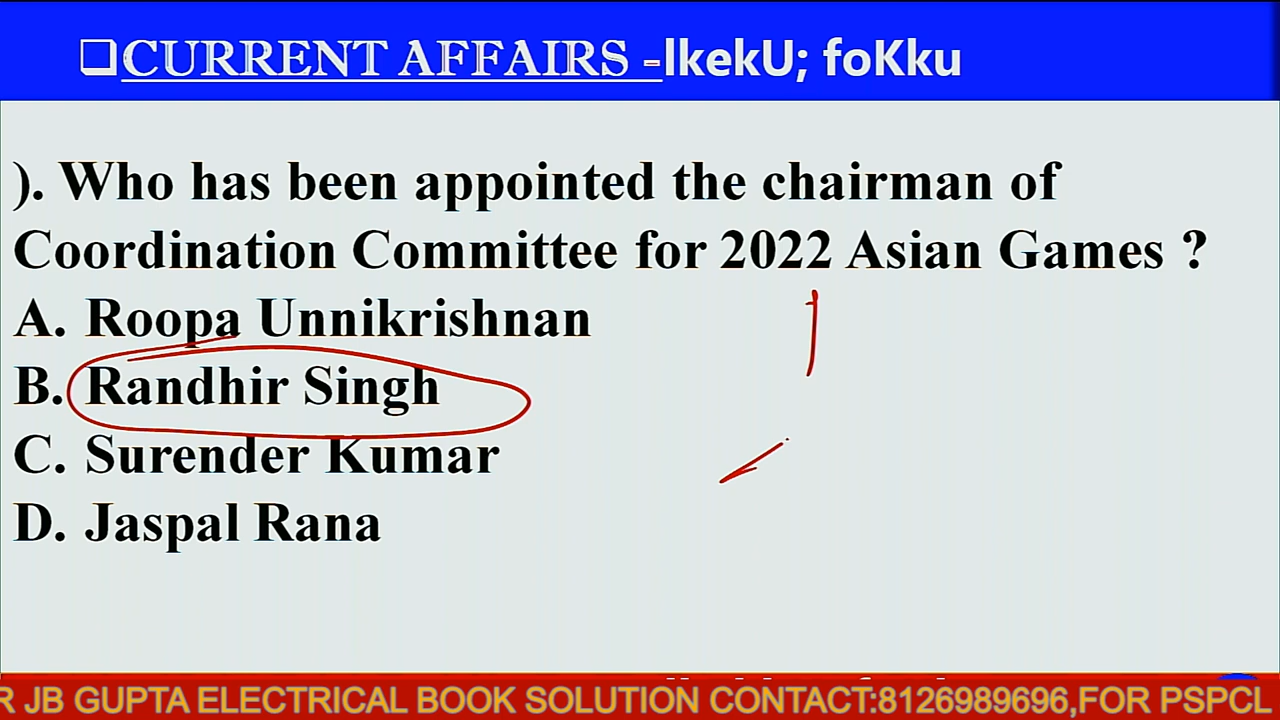 ❑CURRENT AFFAIRS -lkekU; foKku
). Who has been appointed the chairman of
Coordination Committee for 2022 Asian Games ?
A. Roopa Unnikrishnan
B. Randhir Singh
C. Surender Kumar
D. Jaspal Rana
R JB GUPTA ELECTRICAL BOOK SOLUTION CONTACT:8126989696,FOR PSPCL